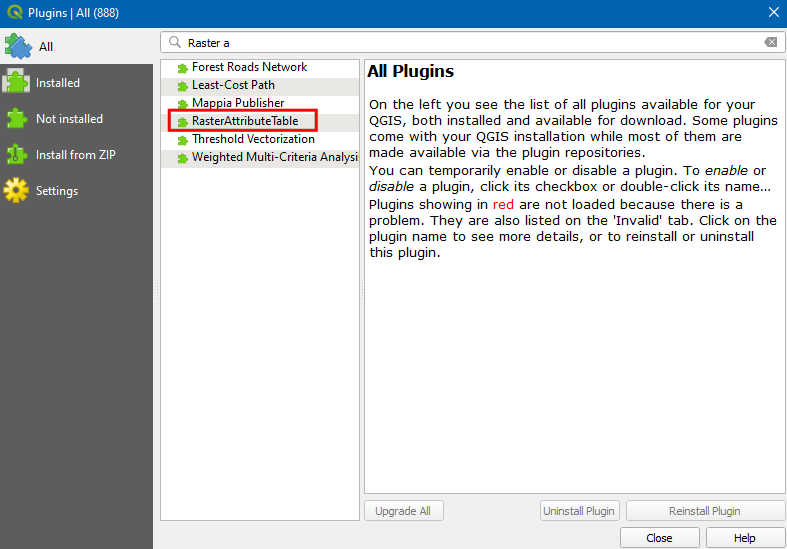 Plugins | All (888)
All
Installed
Not installed
Install from ZIP
Settings
Raster a
Forest Roads Network
Least-Cost Path
Mappia Publisher
RasterAttributeTable
Threshold Vectorization
Weighted Multi-Criteria Analysi
All Plugins
On the left you see the list of all plugins available for your
QGIS, both installed and available for download. Some plugins
come with your QGIS installation while most of them are
made available via the plugin repositories.
You can temporarily enable or disable a plugin. To enable or
disable a plugin, click its checkbox or double-click its name...
Plugins showing in red are not loaded because there is a
problem. They are also listed on the 'Invalid' tab. Click on the
plugin name to see more details, or to reinstall or uninstall
this plugin.
Upgrade All
Uninstall Plugin
Reinstall Plugin
Close
Help